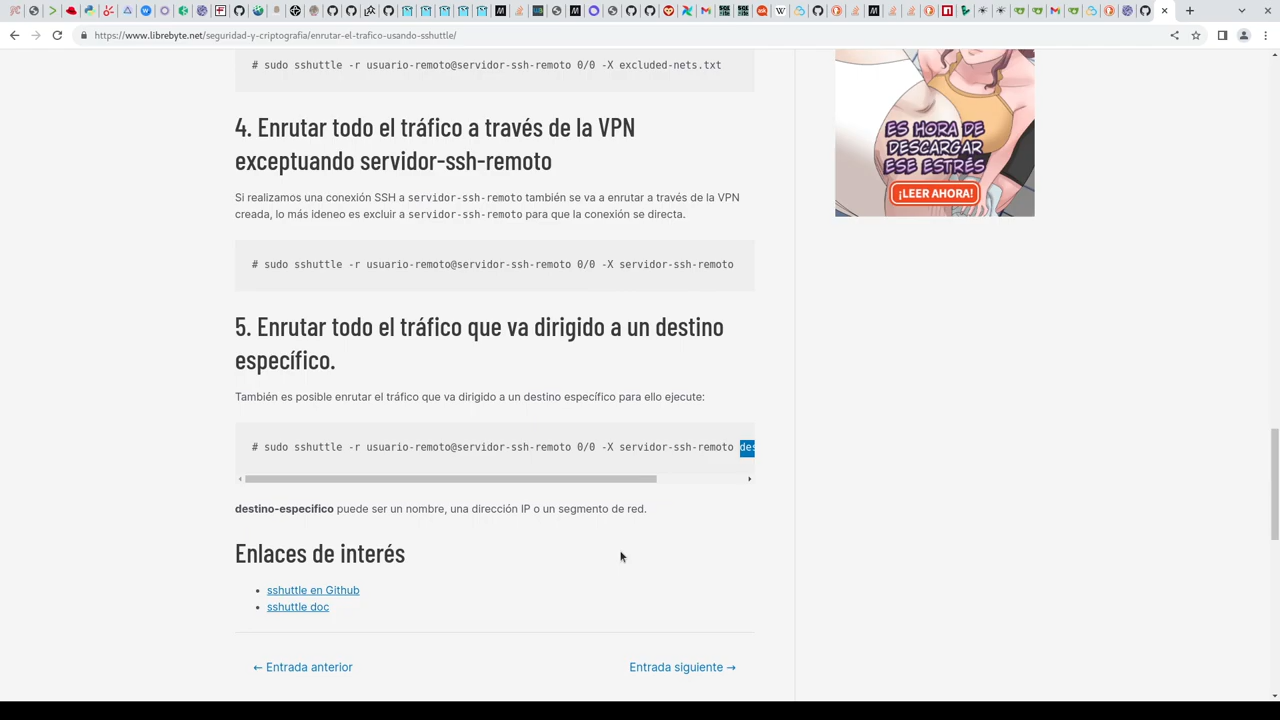 https://www.librebyte.net/seguridad-y-criptografia/enrutar-el-trafico-usando-sshuttle/
# sudo sshuttle -r usuario-remoto@servidor-ssh-remoto 0/0 -X excluded-nets.txt
4. Enrutar todo el tráfico a través de la VPN
exceptuando servidor-ssh-remoto
Si realizamos una conexión SSH a servidor-ssh-remoto también se va a enrutar a través de la VPN
creada, lo más ideneo es excluir a servidor-ssh-remoto para que la conexión se directa.
# sudo sshuttle -r usuario-remoto@servidor-ssh-remoto 0/0 -X servidor-ssh-remoto
5. Enrutar todo el tráfico que va dirigido a un destino
específico.
También es posible enrutar el tráfico que va dirigido a un destino específico para ello ejecute:
# sudo sshuttle -r usuario-remoto@servidor-ssh-remoto 0/0 -X servidor-ssh-remoto des
destino-especifico puede ser un nombre, una dirección IP o un segmento de red.
Enlaces de interés
• sshuttle en Github
• sshuttle doc
← Entrada anterior
Entrada siguiente →
ES HORA DE
DESCARGAR
ESE ESTRÉS
¡LEER AHORA!